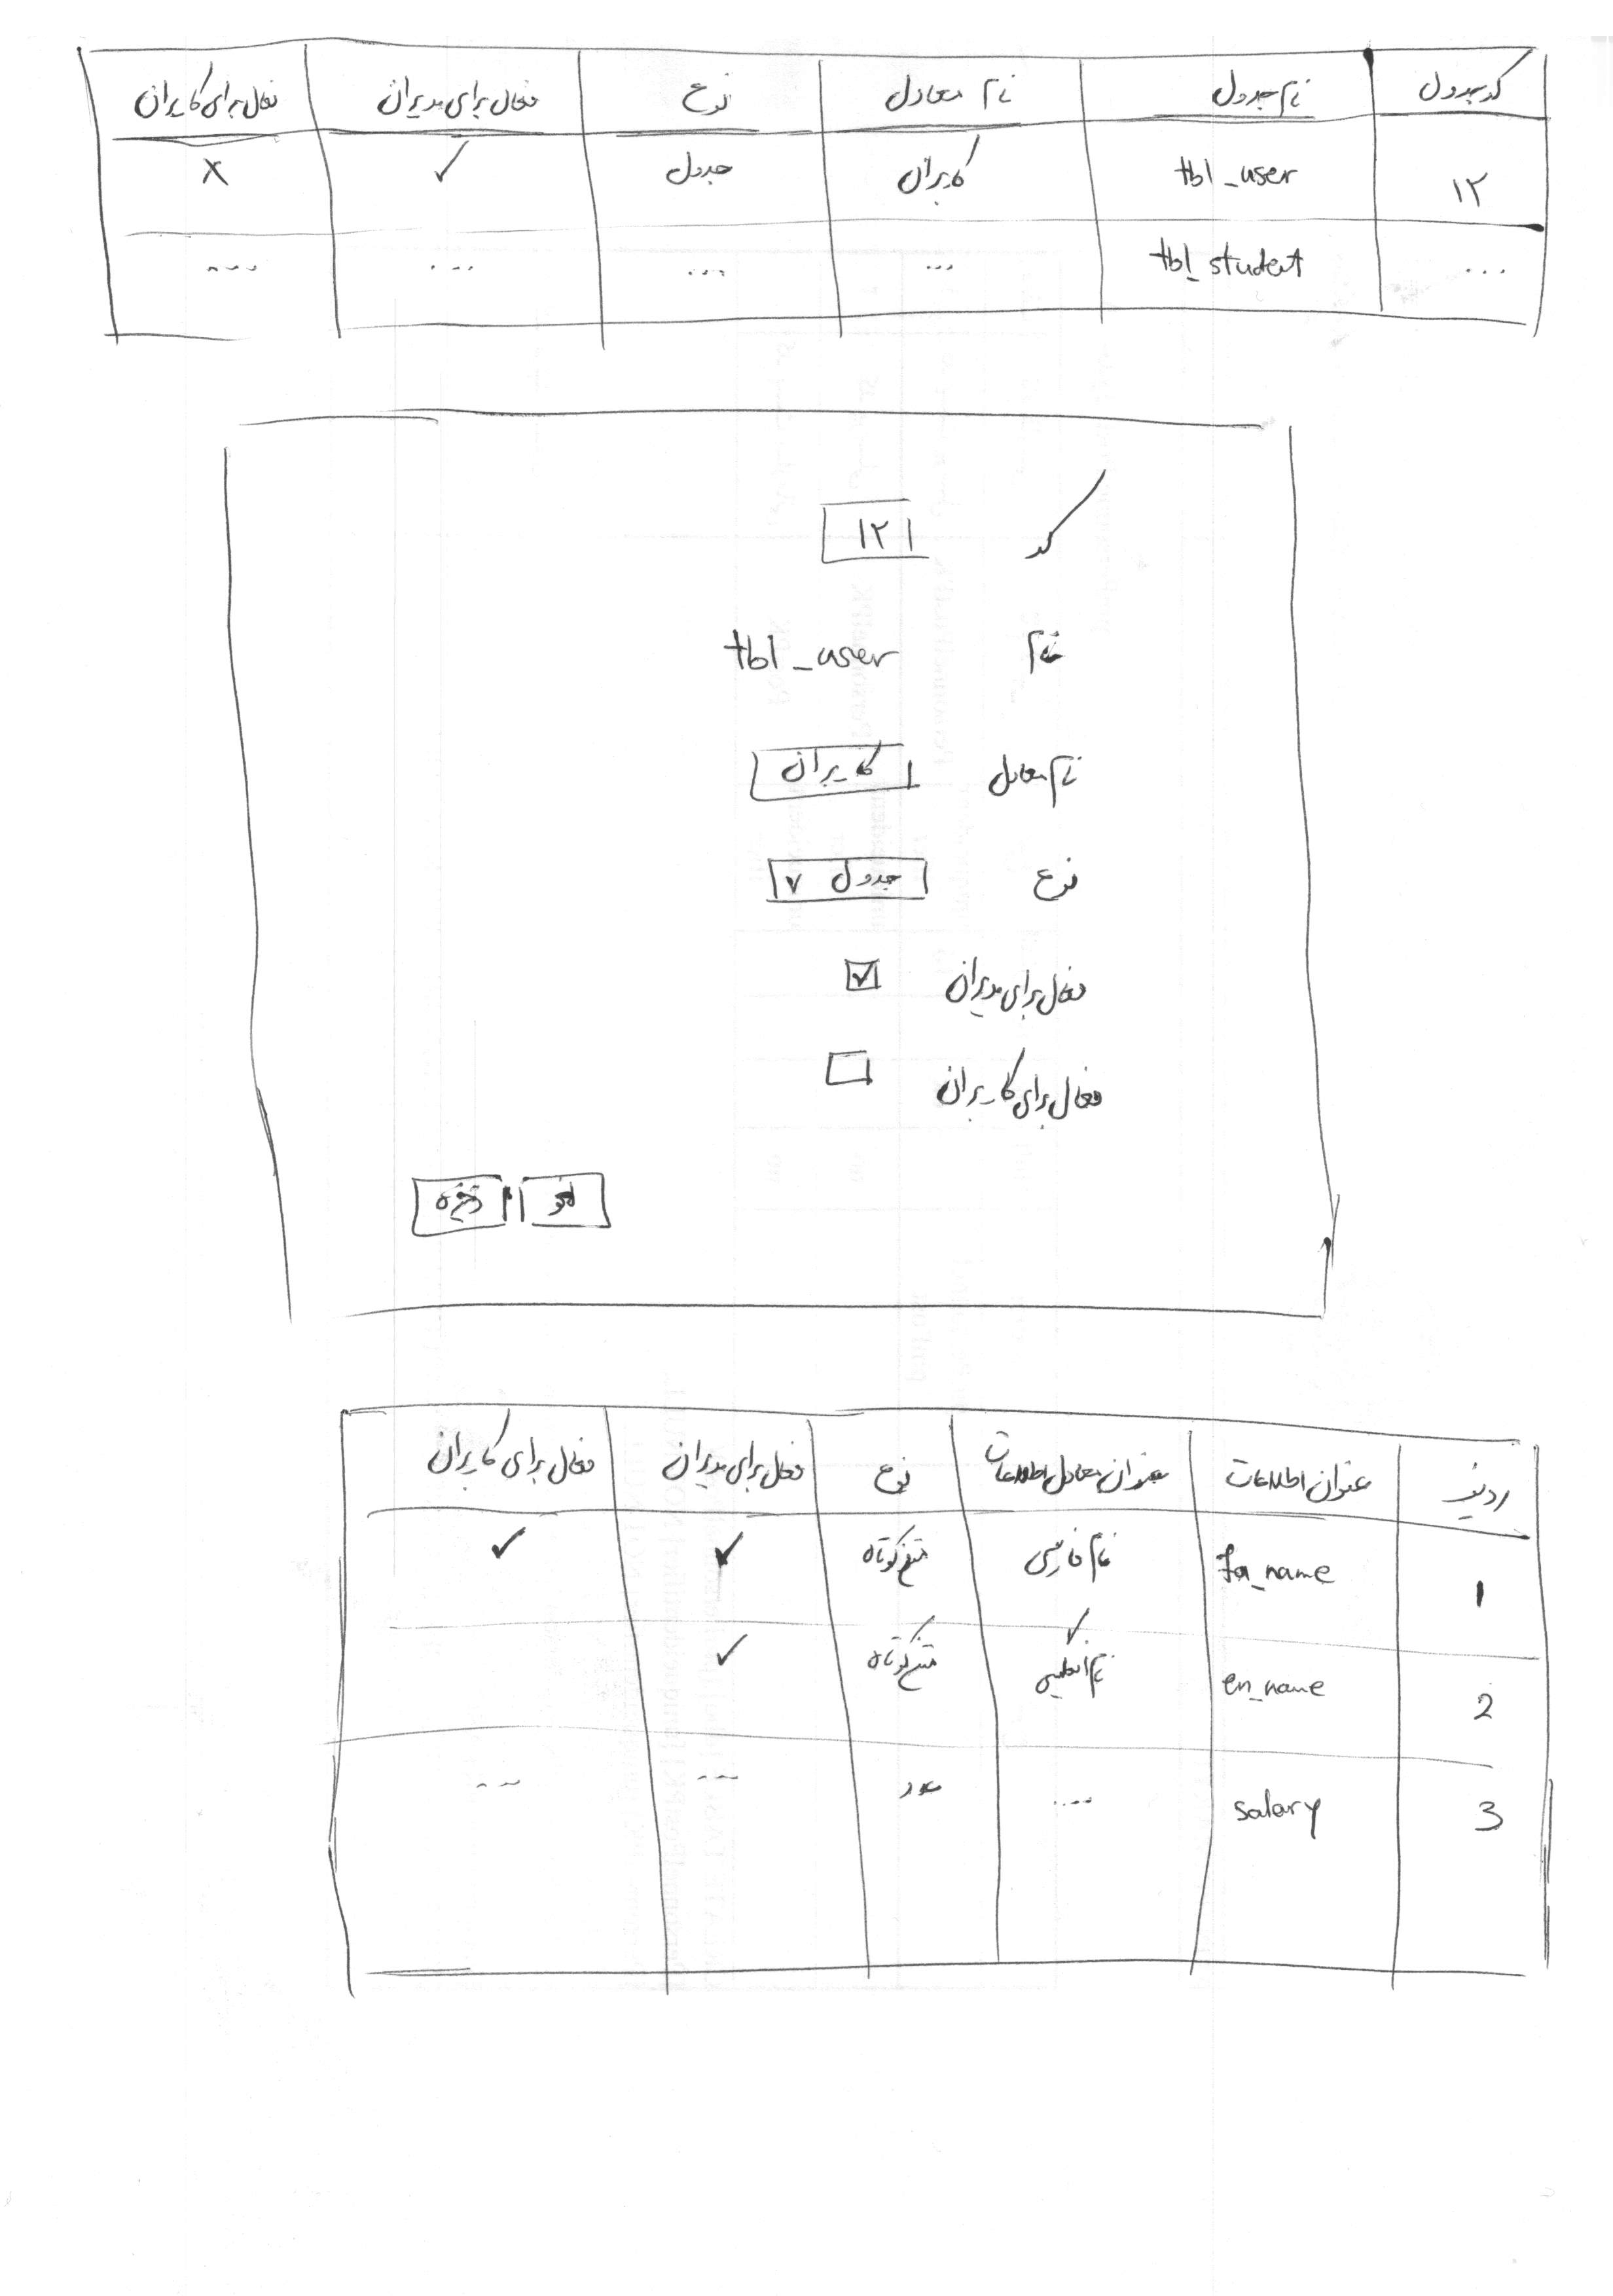 کد جدول نام جدول نام معادل نوع فعال برای مدیران فعال برای کاربران
۱۲ tbl_user کاربران جدول ✓ x
... tbl_student ... ... ... ...
کد ۱۲
نام tbl_user
نام معادل کاربران
نوع جدول ٧
فعال برای مدیران ✓
فعال برای کاربران
لغو ذخیره
ردیف عنوان اطلاعات عنوان معادل اطلاعات نوع فعال برای مدیران فعال برای کاربران
1 fa_name نام فارسی متن کوتاه ✓ ✓
2 en_name نام انگلیسی متن کوتاه ✓
3 salary .... عدد ... ...